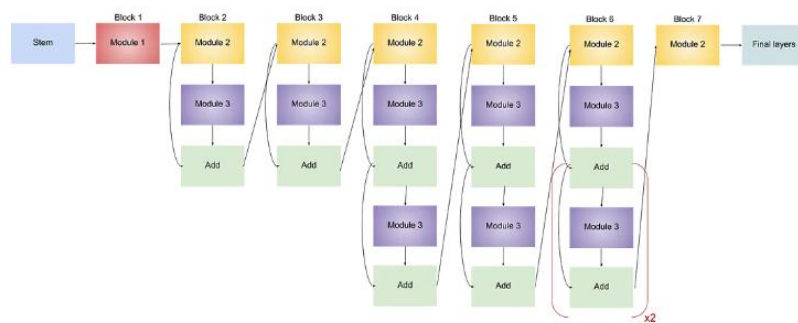 Block 1
Block 2
Block 3
Block 4
Block 5
Block 6
Block 7
Stem
Module 1
Module 2
Module 2
Module 2
Module 2
Module 2
Module 2
Final layers
Module 3
Module 3
Module 3
Module 3
Module 3
Add
Add
Add
Add
Add
Module 3
Module 3
Module 3
Add
Add
Add
x2